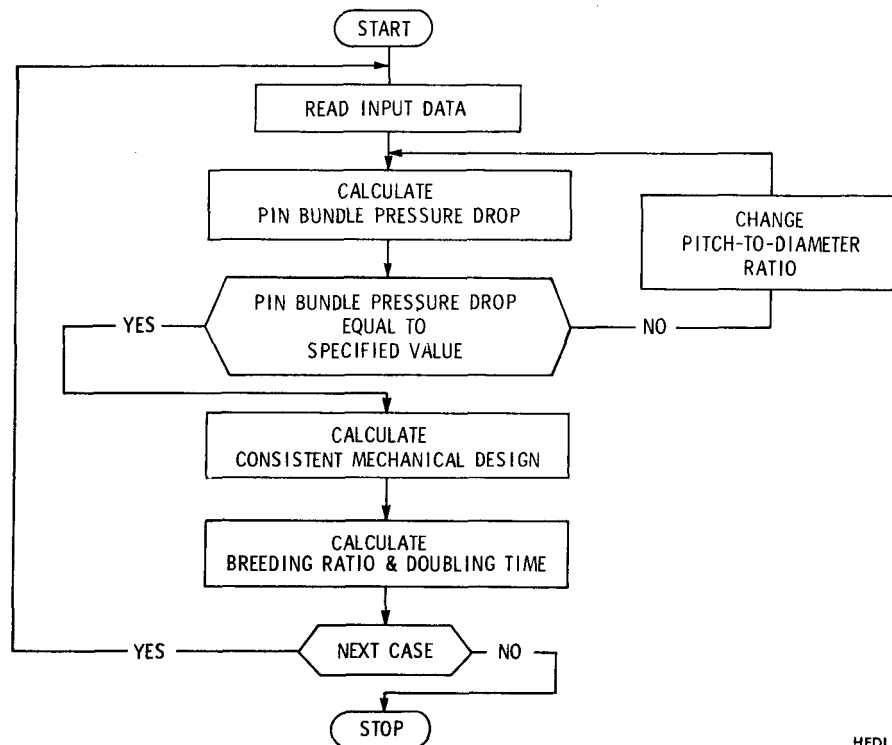 START
READ INPUT DATA
CALCULATE
PIN BUNDLE PRESSURE DROP
CHANGE
PITCH-TO-DIAMETER
RATIO
PIN BUNDLE PRESSURE DROP
EQUAL TO
SPECIFIED VALUE
YES
NO
CALCULATE
CONSISTENT MECHANICAL DESIGN
CALCULATE
BREEDING RATIO & DOUBLING TIME
YES
NEXT CASE
NO
STOP